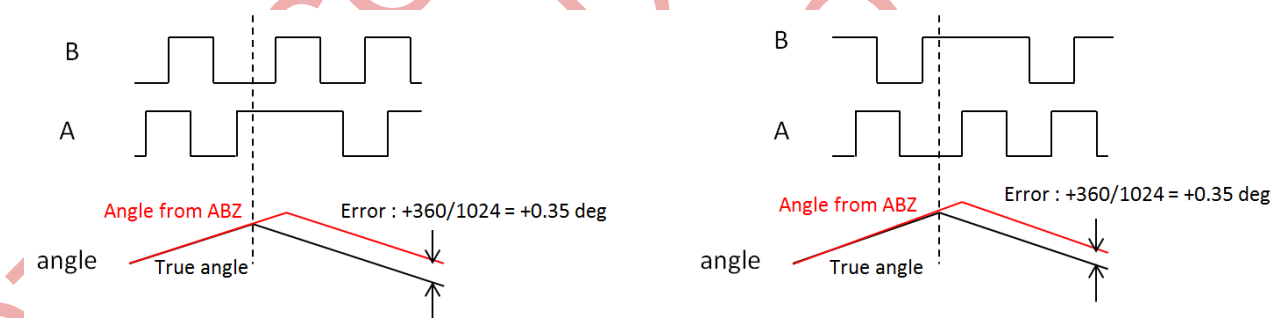 B
A
Angle from ABZ
Error : +360/1024 = +0.35 deg
angle
True angle
B
A
Angle from ABZ
Error : +360/1024 = +0.35 deg
angle
True angle